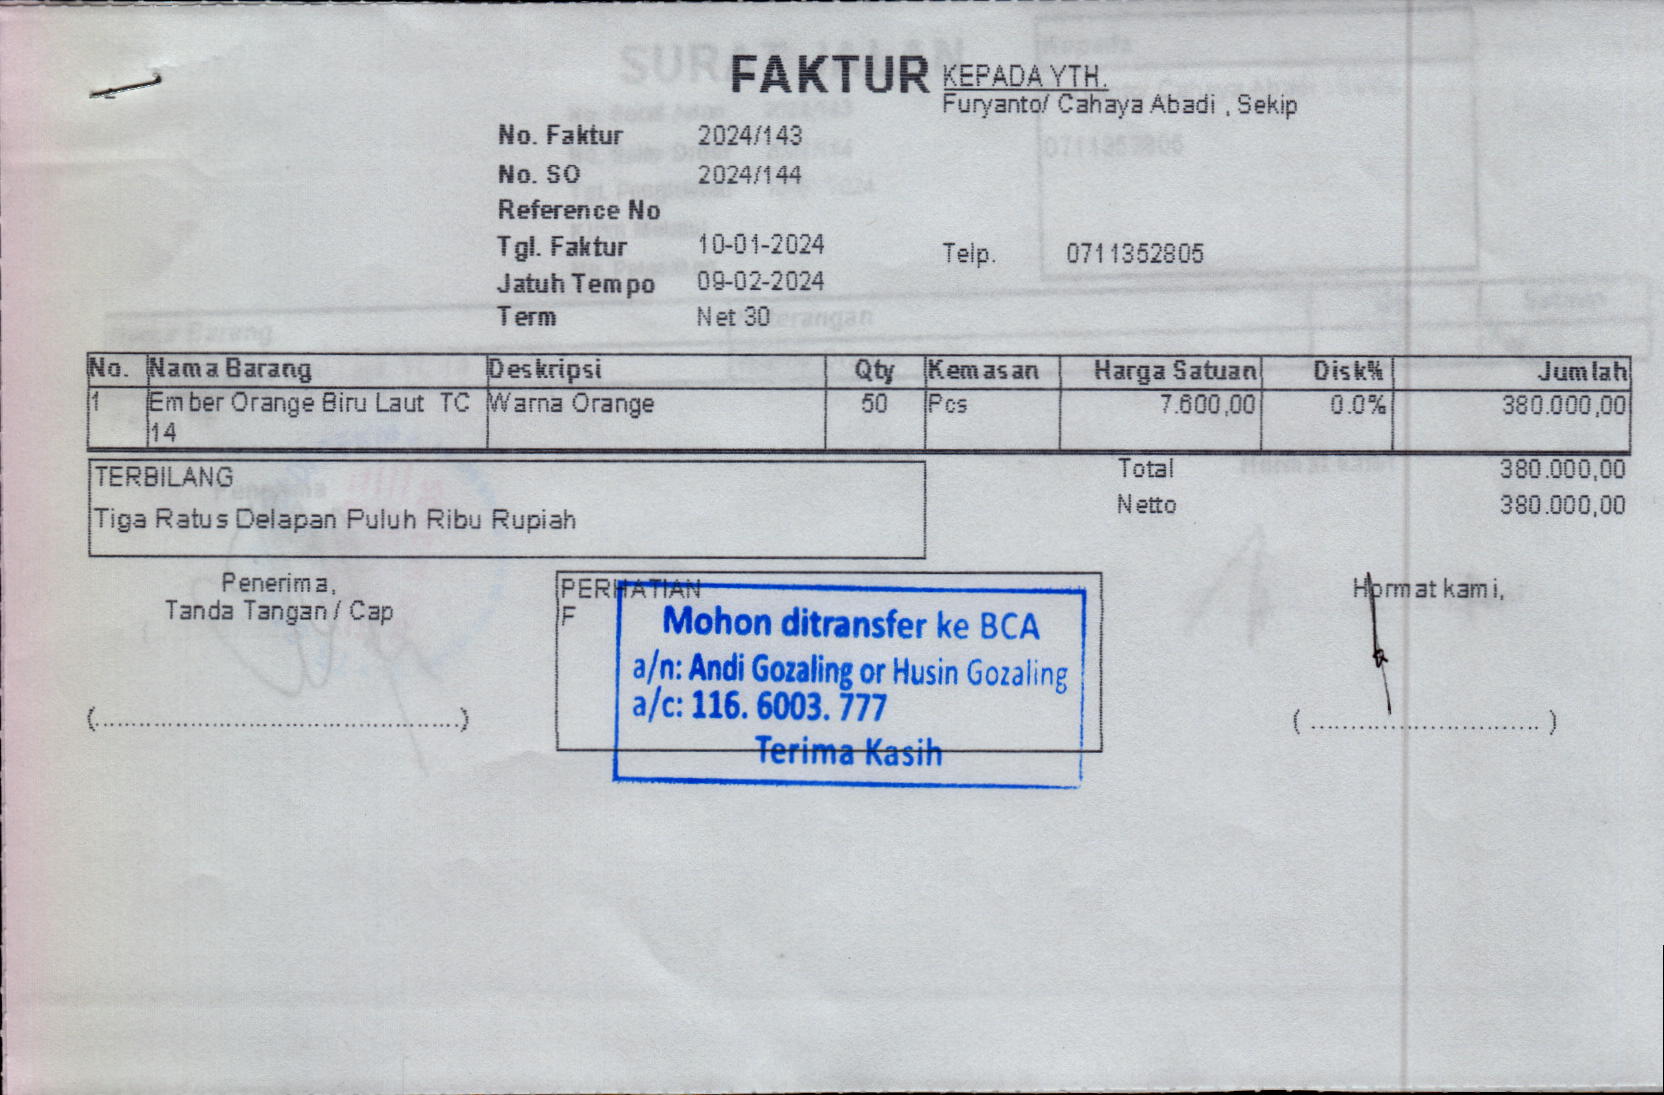 FAKTUR
KEPADA YTH.
Furyanto/ Cahaya Abadi , Sekip
No. Faktur 2024/143
No. SO 2024/144
Reference No
Tgl. Faktur 10-01-2024
Telp. 0711352805
Jatuh Tempo 09-02-2024
Term Net 30
No. Nama Barang Deskripsi Qty Kemasan Harga Satuan Disk% Jumlah
1 Ember Orange Biru Laut TC Warna Orange 50 Pcs 7.600,00 0.0% 380.000,00
14
TERBILANG
Tiga Ratus Delapan Puluh Ribu Rupiah
Total 380.000,00
Netto 380.000,00
Penerima,
Tanda Tangan / Cap
(................................................)
PERHATIAN
F
Mohon ditransfer ke BCA
a/n: Andi Gozaling or Husin Gozaling
a/c: 116. 6003. 777
Terima Kasih
Hormat kami,
( .............................. )